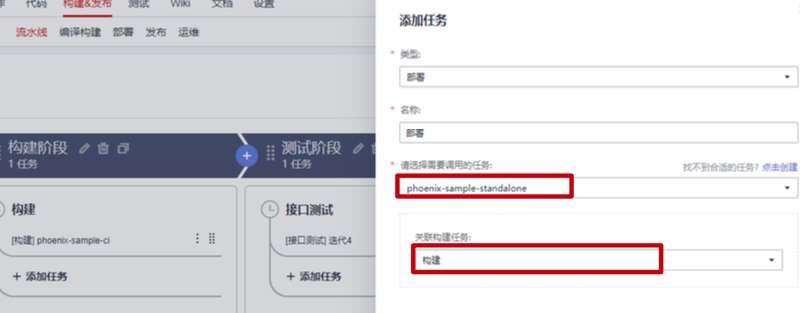 作 代码 构建&发布 测试 Wiki 文档 设置
流水线 编译构建 部署 发布 运维
构建阶段
1 任务
测试阶段
1 任务
构建
[构建] phoenix-sample-ci
+ 添加任务
接口测试
[接口测试] 迭代4
+ 添加任务
添加任务
* 类型:
部署
* 名称:
部署
* 请选择需要调用的任务:
找不到合适的任务? 点击创建
phoenix-sample-standalone
关联构建任务:
构建